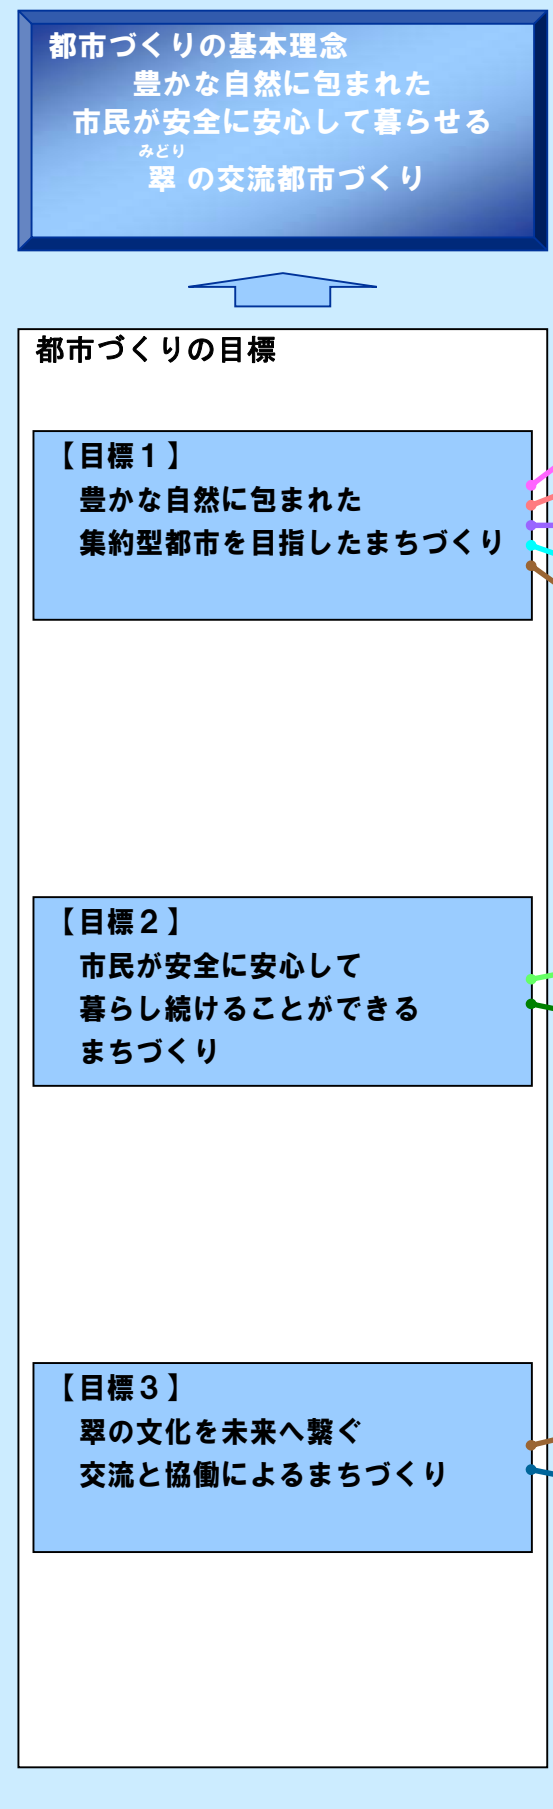 都市づくりの基本理念
豊かな自然に包まれた
市民が安全に安心して暮らせる
みどり
翠の交流都市づくり
都市づくりの目標
【目標１】
豊かな自然に包まれた
集約型都市を目指したまちづくり
【目標２】
市民が安全に安心して
暮らし続けることができる
まちづくり
【目標３】
翠の文化を未来へ繋ぐ
交流と協働によるまちづくり